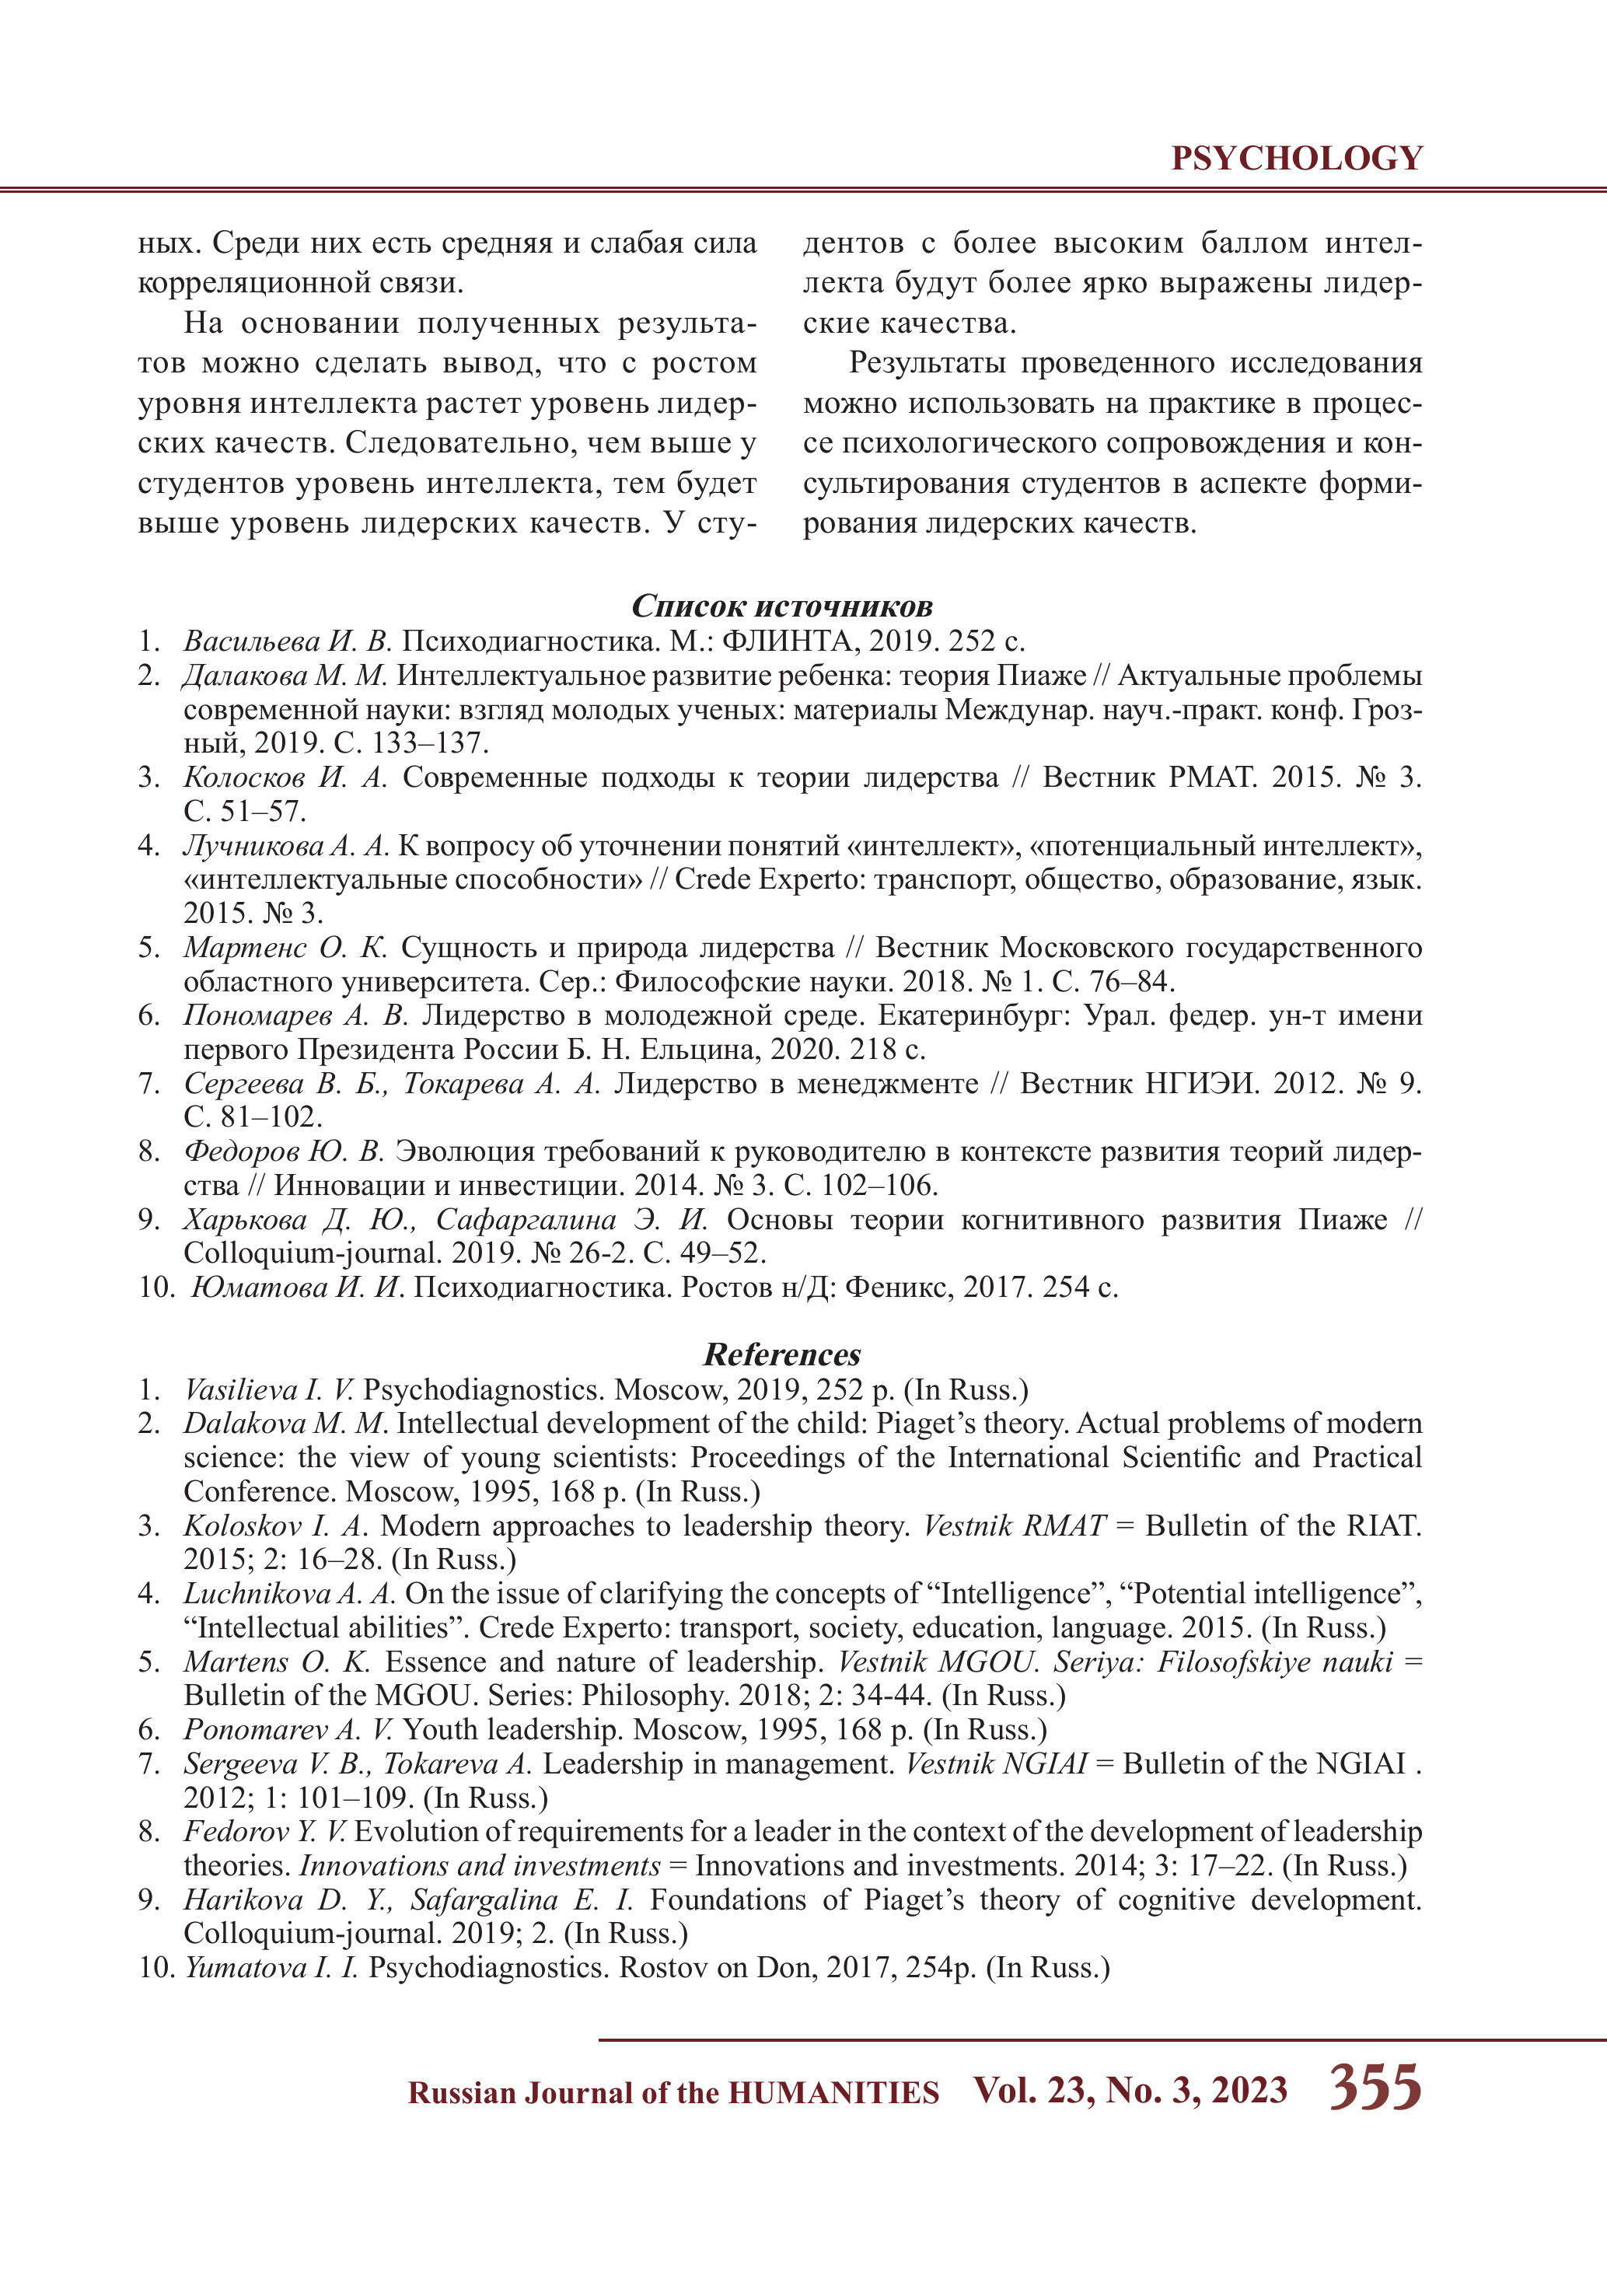 PSYCHOLOGY
ных. Среди них есть средняя и слабая сила
корреляционной связи.
На основании полученных результа-
тов можно сделать вывод, что с ростом
уровня интеллекта растет уровень лидер-
ских качеств. Следовательно, чем выше у
студентов уровень интеллекта, тем будет
выше уровень лидерских качеств. У сту-
дентов с более высоким баллом интел-
лекта будут более ярко выражены лидер-
ские качества.
Результаты проведенного исследования
можно использовать на практике в процес-
се психологического сопровождения и кон-
сультирования студентов в аспекте форми-
рования лидерских качеств.
Список источников
1. Васильева И. В. Психодиагностика. М.: ФЛИНТА, 2019. 252 с.
2. Далакова М. М. Интеллектуальное развитие ребенка: теория Пиаже // Актуальные проблемы
современной науки: взгляд молодых ученых: материалы Междунар. науч.-практ. конф. Гроз-
ный, 2019. С. 133–137.
3. Колосков И. А. Современные подходы к теории лидерства // Вестник РМАТ. 2015. № 3.
С. 51–57.
4. Лучникова А. А. К вопросу об уточнении понятий «интеллект», «потенциальный интеллект»,
«интеллектуальные способности» // Crede Experto: транспорт, общество, образование, язык.
2015. № 3.
5. Мартенс О. К. Сущность и природа лидерства // Вестник Московского государственного
областного университета. Сер.: Философские науки. 2018. № 1. С. 76–84.
6. Пономарев А. В. Лидерство в молодежной среде. Екатеринбург: Урал. федер. ун-т имени
первого Президента России Б. Н. Ельцина, 2020. 218 с.
7. Сергеева В. Б., Токарева А. А. Лидерство в менеджменте // Вестник НГИЭИ. 2012. № 9.
С. 81–102.
8. Федоров Ю. В. Эволюция требований к руководителю в контексте развития теорий лидер-
ства // Инновации и инвестиции. 2014. № 3. С. 102–106.
9. Харькова Д. Ю., Сафаргалина Э. И. Основы теории когнитивного развития Пиаже //
Colloquium-journal. 2019. № 26-2. С. 49–52.
10. Юматова И. И. Психодиагностика. Ростов н/Д: Феникс, 2017. 254 с.
References
1. Vasilieva I. V. Psychodiagnostics. Moscow, 2019, 252 p. (In Russ.)
2. Dalakova M. M. Intellectual development of the child: Piaget’s theory. Actual problems of modern
science: the view of young scientists: Proceedings of the International Scientific and Practical
Conference. Moscow, 1995, 168 p. (In Russ.)
3. Koloskov I. A. Modern approaches to leadership theory. Vestnik RMAT = Bulletin of the RIAT.
2015; 2: 16–28. (In Russ.)
4. Luchnikova A. A. On the issue of clarifying the concepts of “Intelligence”, “Potential intelligence”,
“Intellectual abilities”. Crede Experto: transport, society, education, language. 2015. (In Russ.)
5. Martens O. K. Essence and nature of leadership. Vestnik MGOU. Seriya: Filosofskiye nauki =
Bulletin of the MGOU. Series: Philosophy. 2018; 2: 34-44. (In Russ.)
6. Ponomarev A. V. Youth leadership. Moscow, 1995, 168 p. (In Russ.)
7. Sergeeva V. B., Tokareva A. Leadership in management. Vestnik NGIAI = Bulletin of the NGIAI .
2012; 1: 101–109. (In Russ.)
8. Fedorov Y. V. Evolution of requirements for a leader in the context of the development of leadership
theories. Innovations and investments = Innovations and investments. 2014; 3: 17–22. (In Russ.)
9. Harikova D. Y., Safargalina E. I. Foundations of Piaget’s theory of cognitive development.
Colloquium-journal. 2019; 2. (In Russ.)
10. Yumatova I. I. Psychodiagnostics. Rostov on Don, 2017, 254p. (In Russ.)
Russian Journal of the HUMANITIES Vol. 23, No. 3, 2023 355